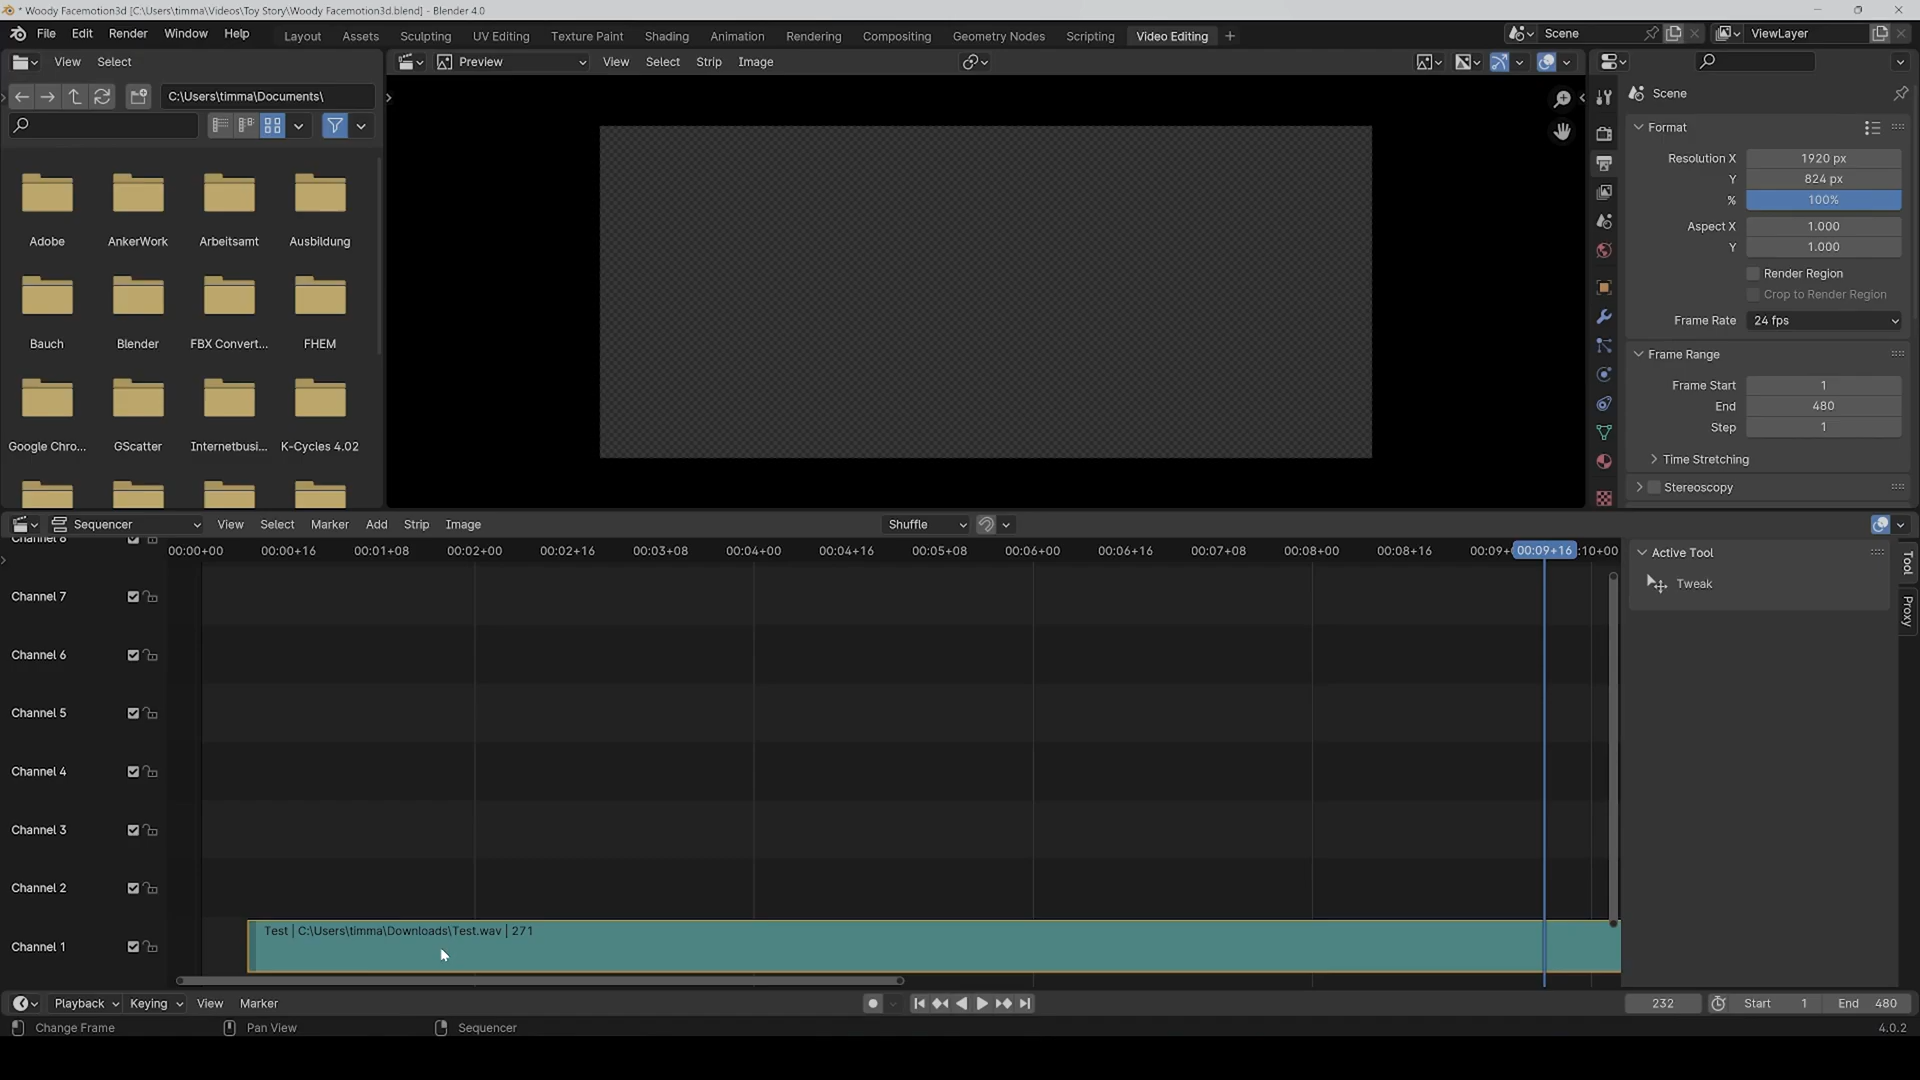 * Woody Facemotion3d [C:\Users\timma\Videos\Toy Story\Woody Facemotion3d.blend] - Blender 4.0
File Edit Render Window Help Layout Assets Sculpting UV Editing Texture Paint Shading Animation Rendering Compositing Geometry Nodes Scripting Video Editing + Scene ViewLayer
View Select Preview View Select Strip Image
C:\Users\timma\Documents\
Scene
Format
Resolution X 1920 px
Y 824 px
% 100%
Aspect X 1.000
Y 1.000
Render Region
Crop to Render Region
Frame Rate 24 fps
Frame Range
Frame Start 1
End 480
Step 1
Time Stretching
Stereoscopy
Adobe AnkerWork Arbeitsamt Ausbildung
Bauch Blender FBX Convert... FHEM
Google Chro... GScatter Internetbusi... K-Cycles 4.02
Sequencer View Select Marker Add Strip Image Shuffle
00:00+00 00:00+16 00:01+08 00:02+00 00:02+16 00:03+08 00:04+00 00:04+16 00:05+08 00:06+00 00:06+16 00:07+08 00:08+00 00:08+16 00:09+ 00:09+16 :10+00
Active Tool
Tweak
Tool
Proxy
Channel 8
Channel 7
Channel 6
Channel 5
Channel 4
Channel 3
Channel 2
Channel 1
Test | C:\Users\timma\Downloads\Test.wav | 271
Playback Keying View Marker 232 Start 1 End 480
Change Frame Pan View Sequencer 4.0.2